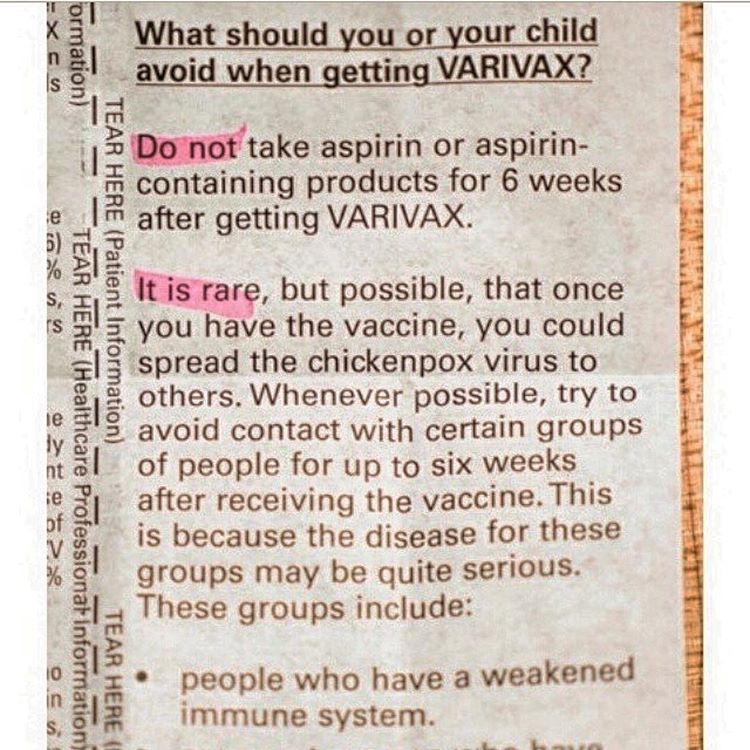 What should you or your child
avoid when getting VARIVAX?
Do not take aspirin or aspirin-
containing products for 6 weeks
after getting VARIVAX.
It is rare, but possible, that once
you have the vaccine, you could
spread the chickenpox virus to
others. Whenever possible, try to
avoid contact with certain groups
of people for up to six weeks
after receiving the vaccine. This
is because the disease for these
groups may be quite serious.
These groups include:
• people who have a weakened
immune system.
TEAR HERE (Patient Information)
TEAR HERE
TEAR HERE (Healthcare Professional Information)